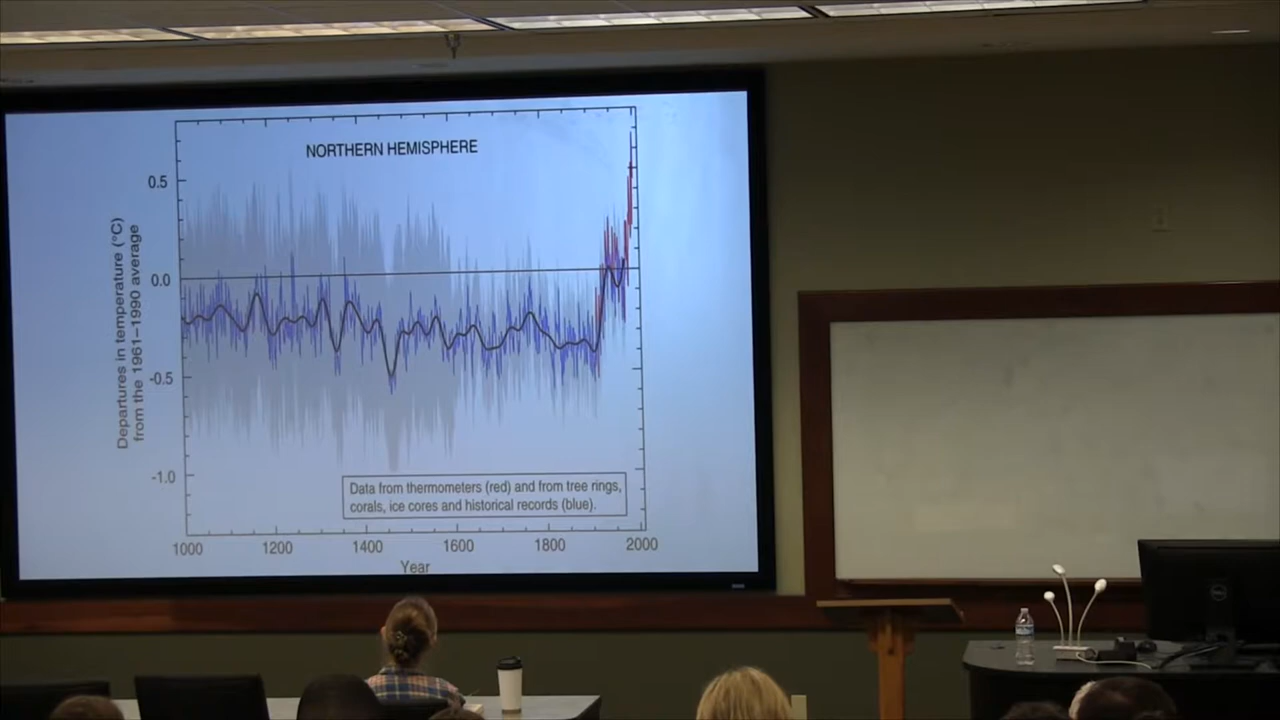 NORTHERN HEMISPHERE
0.5
0.0
-0.5
-1.0
Departures in temperature (°C)
from the 1961–1990 average
Data from thermometers (red) and from tree rings,
corals, ice cores and historical records (blue).
1000 1200 1400 1600 1800 2000
Year
DELL